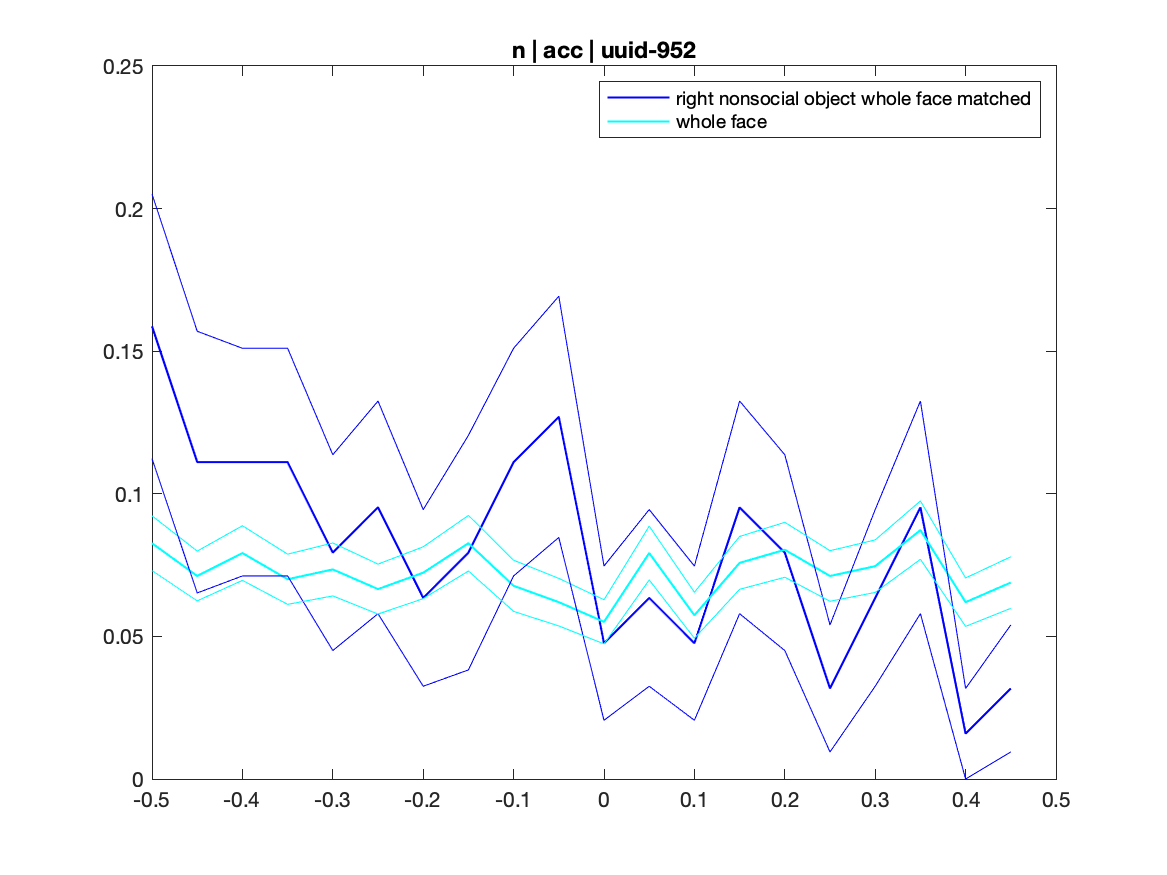 n | acc | uuid-952
0.25
right nonsocial object whole face matched
whole face
0.2
0.15
0.1
0.05
0
-0.5 -0.4 -0.3 -0.2 -0.1 0 0.1 0.2 0.3 0.4 0.5